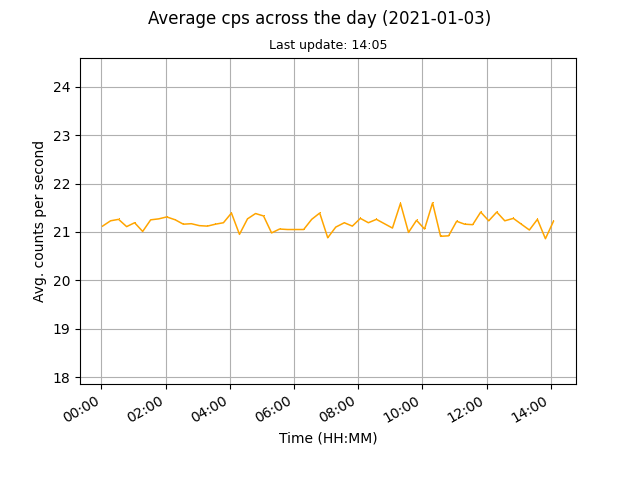 Average cps across the day (2021-01-03)
Last update: 14:05
24
23
22
21
20
19
18
Avg. counts per second
00:00 02:00 04:00 06:00 08:00 10:00 12:00 14:00
Time (HH:MM)